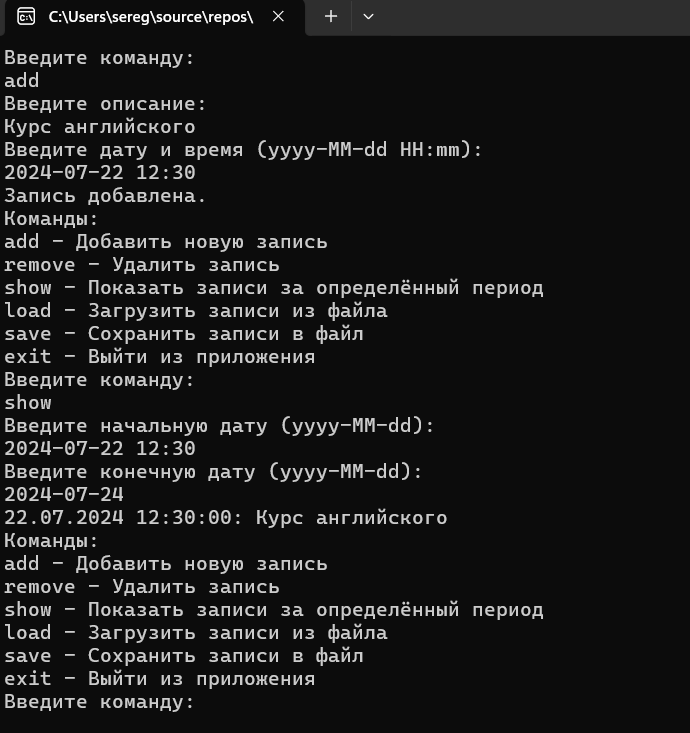 C:\Users\sereg\source\repos\
Введите команду:
add
Введите описание:
Курс английского
Введите дату и время (yyyy-MM-dd HH:mm):
2024-07-22 12:30
Запись добавлена.
Команды:
add - Добавить новую запись
remove - Удалить запись
show - Показать записи за определённый период
load - Загрузить записи из файла
save - Сохранить записи в файл
exit - Выйти из приложения
Введите команду:
show
Введите начальную дату (yyyy-MM-dd):
2024-07-22 12:30
Введите конечную дату (yyyy-MM-dd):
2024-07-24
22.07.2024 12:30:00: Курс английского
Команды:
add - Добавить новую запись
remove - Удалить запись
show - Показать записи за определённый период
load - Загрузить записи из файла
save - Сохранить записи в файл
exit - Выйти из приложения
Введите команду: